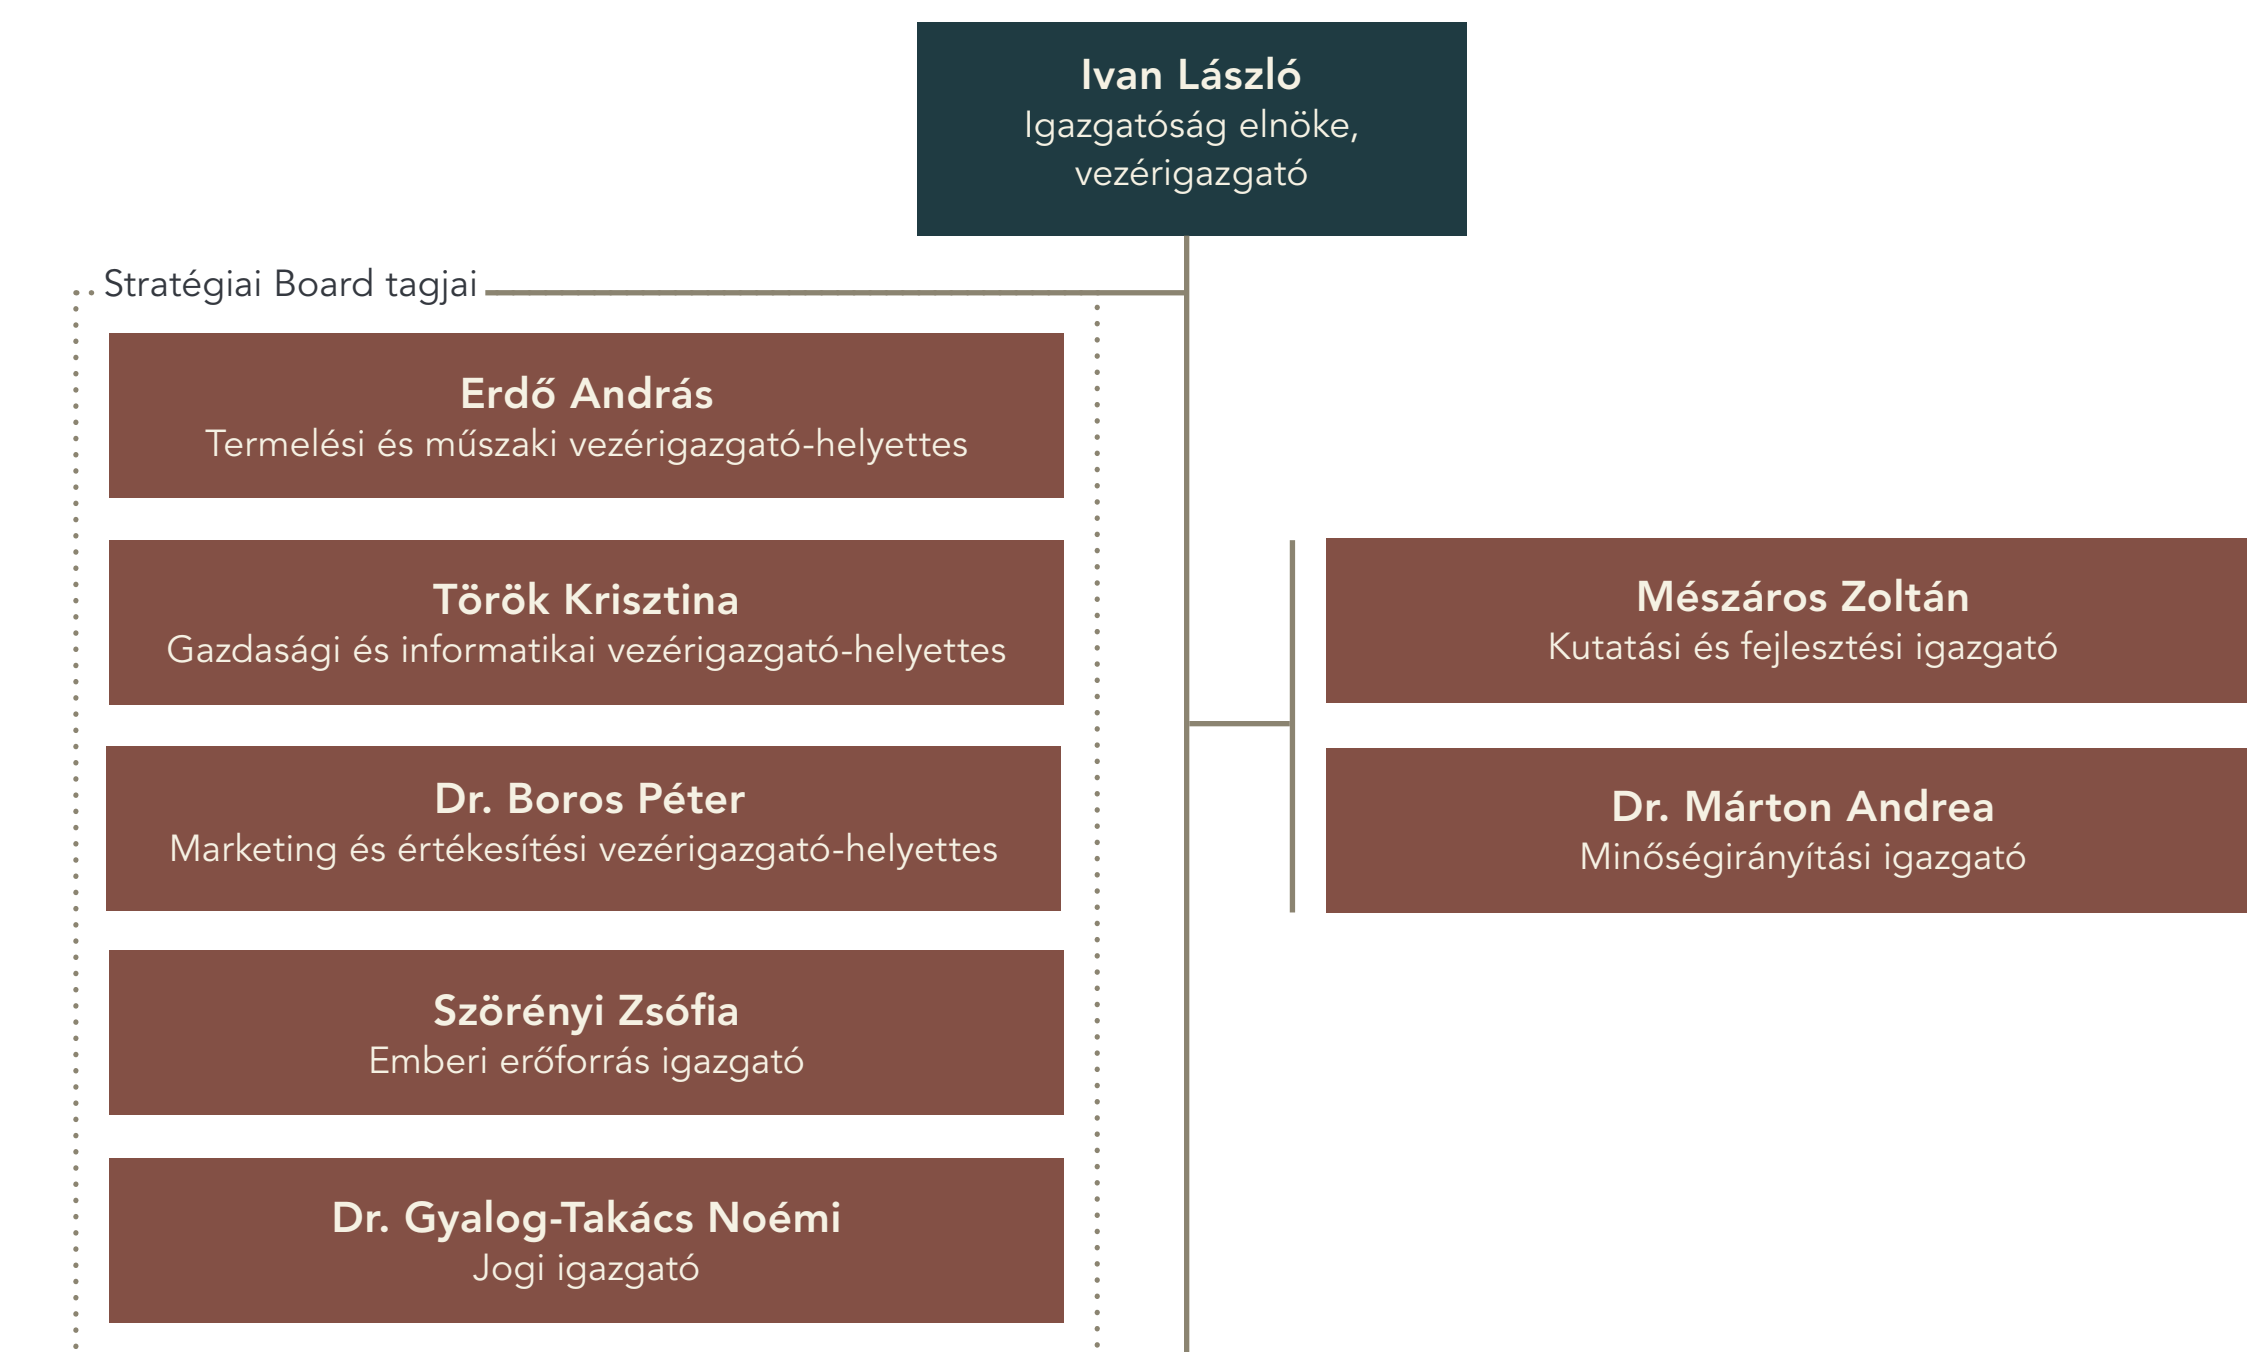 Ivan László
Igazgatóság elnöke,
vezérigazgató
Stratégiai Board tagjai
Erdő András
Termelési és műszaki vezérigazgató-helyettes
Török Krisztina
Gazdasági és informatikai vezérigazgató-helyettes
Dr. Boros Péter
Marketing és értékesítési vezérigazgató-helyettes
Szörényi Zsófia
Emberi erőforrás igazgató
Dr. Gyalog-Takács Noémi
Jogi igazgató
Mészáros Zoltán
Kutatási és fejlesztési igazgató
Dr. Márton Andrea
Minőségirányítási igazgató